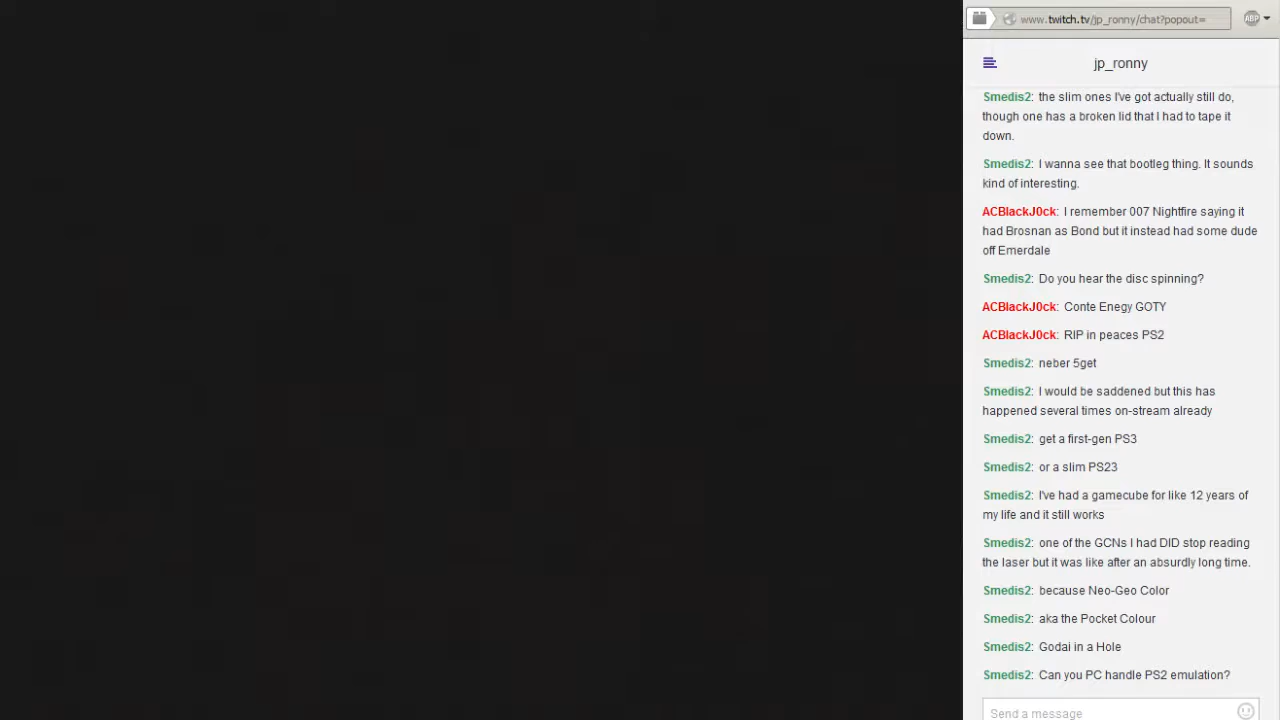 www.twitch.tv/jp_ronny/chat?popout=
ABP
jp_ronny
Smedis2: the slim ones I've got actually still do,
though one has a broken lid that I had to tape it
down.
Smedis2: I wanna see that bootleg thing. It sounds
kind of interesting.
ACBlackJ0ck: I remember 007 Nightfire saying it
had Brosnan as Bond but it instead had some dude
off Emerdale
Smedis2: Do you hear the disc spinning?
ACBlackJ0ck: Conte Enegy GOTY
ACBlackJ0ck: RIP in peaces PS2
Smedis2: neber 5get
Smedis2: I would be saddened but this has
happened several times on-stream already
Smedis2: get a first-gen PS3
Smedis2: or a slim PS23
Smedis2: I've had a gamecube for like 12 years of
my life and it still works
Smedis2: one of the GCNs I had DID stop reading
the laser but it was like after an absurdly long time.
Smedis2: because Neo-Geo Color
Smedis2: aka the Pocket Colour
Smedis2: Godai in a Hole
Smedis2: Can you PC handle PS2 emulation?
Send a message